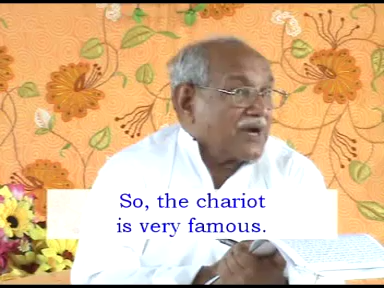 So, the chariot
is very famous.